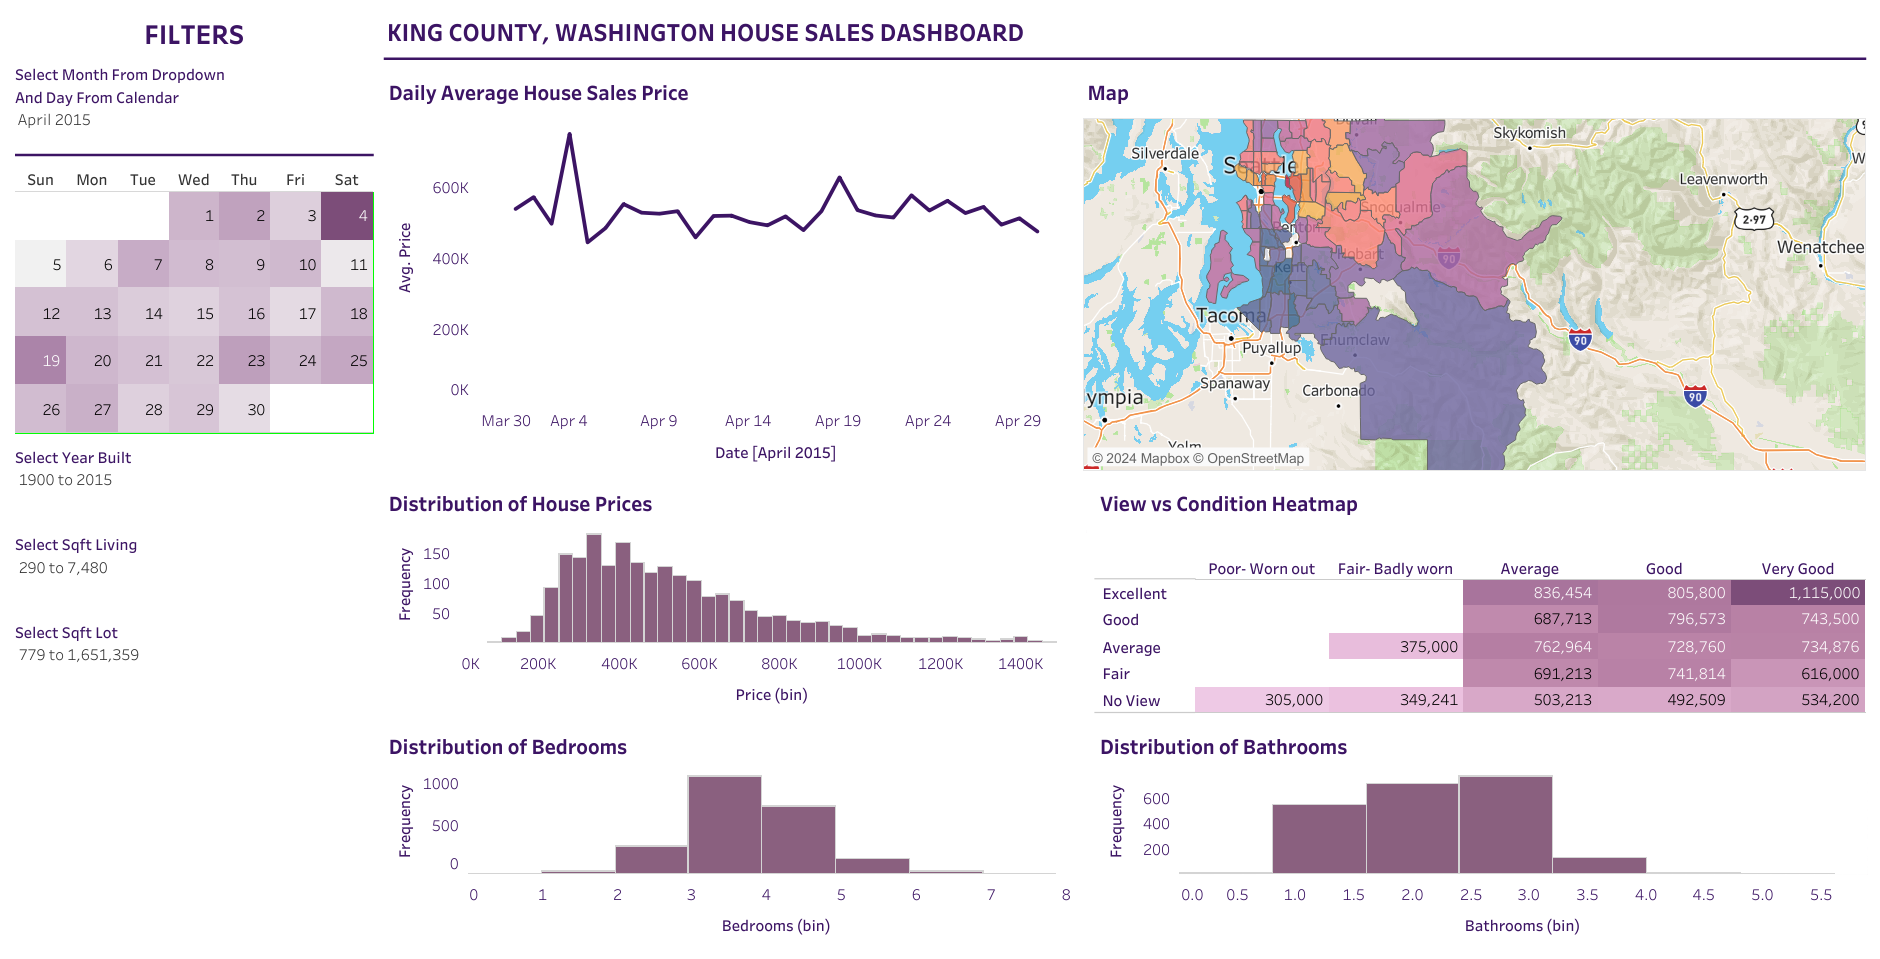 FILTERS
Select Month From Dropdown
And Day From Calendar
April 2015
Sun Mon Tue Wed Thu Fri Sat
1 2 3 4
5 6 7 8 9 10 11
12 13 14 15 16 17 18
19 20 21 22 23 24 25
26 27 28 29 30
Select Year Built
1900 to 2015
Select Sqft Living
290 to 7,480
Select Sqft Lot
779 to 1,651,359
KING COUNTY, WASHINGTON HOUSE SALES DASHBOARD
Daily Average House Sales Price
Avg. Price
600K
400K
200K
0K
Mar 30 Apr 4 Apr 9 Apr 14 Apr 19 Apr 24 Apr 29
Date [April 2015]
Map
Duvall
Skykomish
Silverdale
Seattle
Leavenworth
2·97
Snoqualmie
Renton
Wenatchee
Hobart
90
Kent
Tacoma
Puyallup
Enumclaw
90
Spanaway
Carbonado
90
ympia
Yelm
© 2024 Mapbox © OpenStreetMap
Distribution of House Prices
Frequency
150
100
50
0K 200K 400K 600K 800K 1000K 1200K 1400K
Price (bin)
View vs Condition Heatmap
Poor- Worn out Fair- Badly worn Average Good Very Good
Excellent 836,454 805,800 1,115,000
Good 687,713 796,573 743,500
Average 375,000 762,964 728,760 734,876
Fair 691,213 741,814 616,000
No View 305,000 349,241 503,213 492,509 534,200
Distribution of Bedrooms
Frequency
1000
500
0
0 1 2 3 4 5 6 7 8
Bedrooms (bin)
Distribution of Bathrooms
Frequency
600
400
200
0.0 0.5 1.0 1.5 2.0 2.5 3.0 3.5 4.0 4.5 5.0 5.5
Bathrooms (bin)